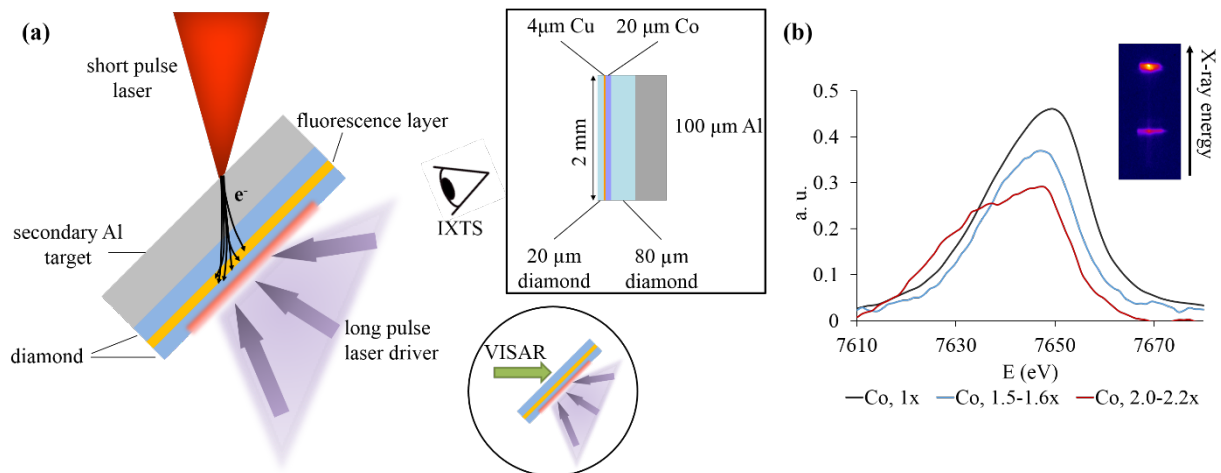 (a)
short pulse
laser
fluorescence layer
e-
secondary Al
target
diamond
long pulse
laser driver
IXTS
VISAR
4μm Cu
20 μm Co
2 mm
100 μm Al
20 μm
diamond
80 μm
diamond
(b)
X-ray energy
a. u.
0.5
0.4
0.3
0.2
0.1
0
7610
7630
7650
7670
E (eV)
Co, 1x
Co, 1.5-1.6x
Co, 2.0-2.2x